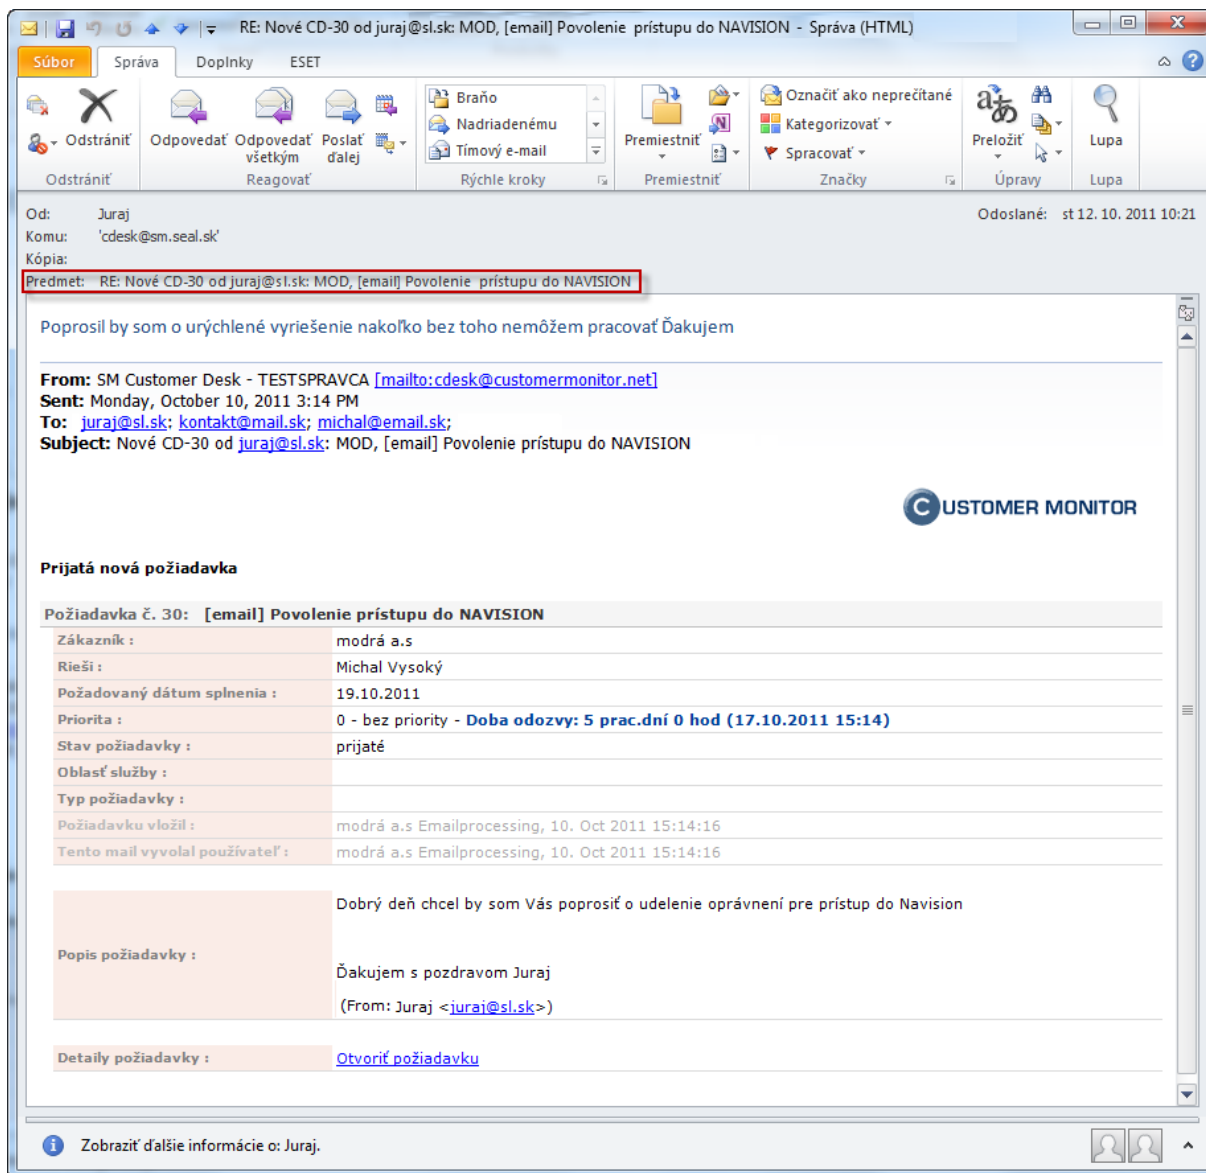 RE: Nové CD-30 od juraj@sl.sk: MOD, [email] Povolenie prístupu do NAVISION - Správa (HTML)
Súbor Správa Doplnky ESET
Odstrániť
Odpovedať Odpovedať všetkým Poslať ďalej
Braňo
Nadriadenému
Tímový e-mail
Premiestniť
Označiť ako neprečítané
Kategorizovať
Spracovať
Preložiť
Lupa
Odstrániť Reagovať Rýchle kroky Premiestniť Značky Úpravy Lupa
Od: Juraj Odoslané: st 12. 10. 2011 10:21
Komu: 'cdesk@sm.seal.sk'
Kópia:
Predmet: RE: Nové CD-30 od juraj@sl.sk: MOD, [email] Povolenie prístupu do NAVISION
Poprosil by som o urýchlené vyriešenie nakoľko bez toho nemôžem pracovať Ďakujem
From: SM Customer Desk - TESTSPRAVCA [mailto:cdesk@customermonitor.net]
Sent: Monday, October 10, 2011 3:14 PM
To: juraj@sl.sk; kontakt@mail.sk; michal@email.sk;
Subject: Nové CD-30 od juraj@sl.sk: MOD, [email] Povolenie prístupu do NAVISION
CUSTOMER MONITOR
Prijatá nová požiadavka
Požiadavka č. 30: [email] Povolenie prístupu do NAVISION
Zákazník : modrá a.s
Rieši : Michal Vysoký
Požadovaný dátum splnenia : 19.10.2011
Priorita : 0 - bez priority - Doba odozvy: 5 prac.dní 0 hod (17.10.2011 15:14)
Stav požiadavky : prijaté
Oblasť služby :
Typ požiadavky :
Požiadavku vložil : modrá a.s Emailprocessing, 10. Oct 2011 15:14:16
Tento mail vyvolal používateľ : modrá a.s Emailprocessing, 10. Oct 2011 15:14:16
Dobrý deň chcel by som Vás poprosiť o udelenie oprávnení pre prístup do Navision
Popis požiadavky :
Ďakujem s pozdravom Juraj
(From: Juraj <juraj@sl.sk>)
Detaily požiadavky : Otvoriť požiadavku
Zobraziť ďalšie informácie o: Juraj.